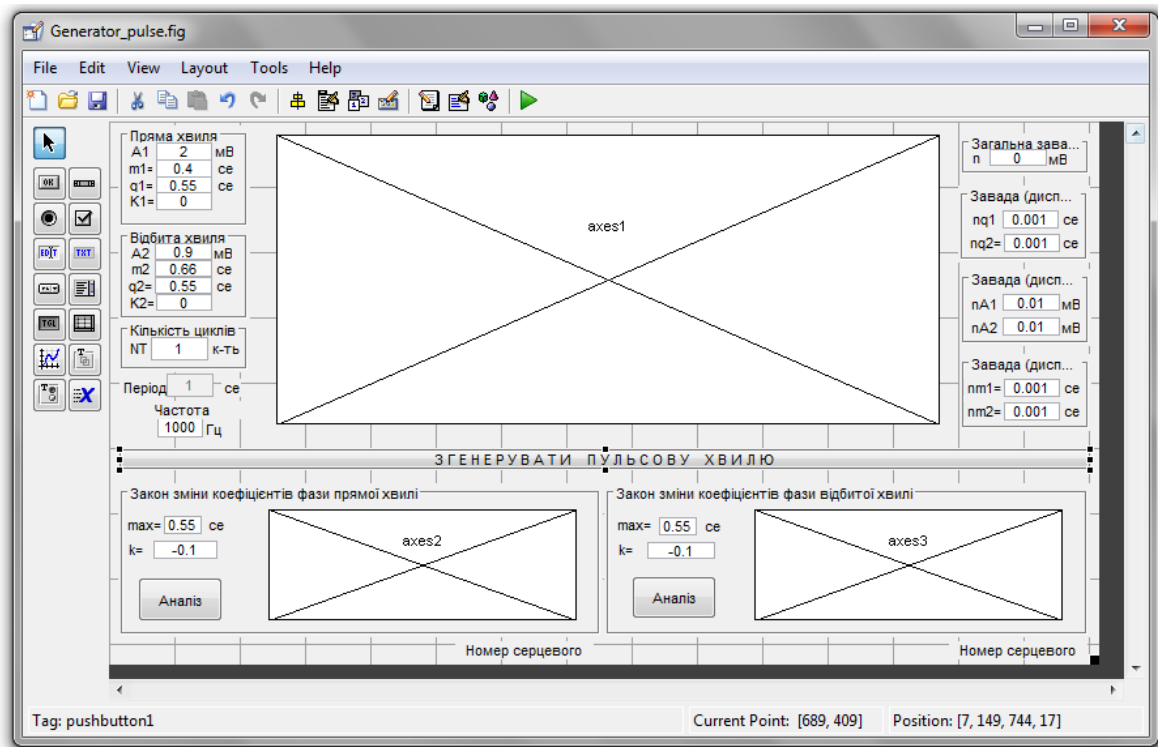 Generator_pulse.fig
File Edit View Layout Tools Help
OK
EDIT TXT
TGL
Пряма хвиля
A1 2 мВ
m1= 0.4 се
q1= 0.55 се
K1= 0
Відбита хвиля
A2 0.9 мВ
m2 0.66 се
q2= 0.55 се
K2= 0
Кількість циклів
NT 1 к-ть
Період 1 се
Частота
1000 Гц
axes1
Загальна зава...
n 0 мВ
Завада (дисп...
nq1 0.001 се
nq2= 0.001 се
Завада (дисп...
nA1 0.01 мВ
nA2 0.01 мВ
Завада (дисп...
nm1= 0.001 се
nm2= 0.001 се
ЗГЕНЕРУВАТИ ПУЛЬСОВУ ХВИЛЮ
Закон зміни коефіцієнтів фази прямої хвилі
max= 0.55 се
k= -0.1
Аналіз
axes2
Номер серцевого
Закон зміни коефіцієнтів фази відбитої хвилі
max= 0.55 се
k= -0.1
Аналіз
axes3
Номер серцевого
Tag: pushbutton1
Current Point: [689, 409]
Position: [7, 149, 744, 17]